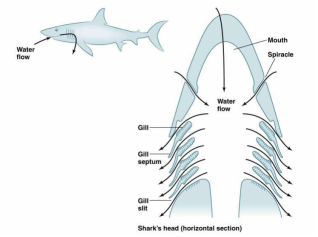 Water
flow
Mouth
Spiracle
Water
flow
Gill
Gill
septum
Gill
slit
Shark's head (horizontal section)